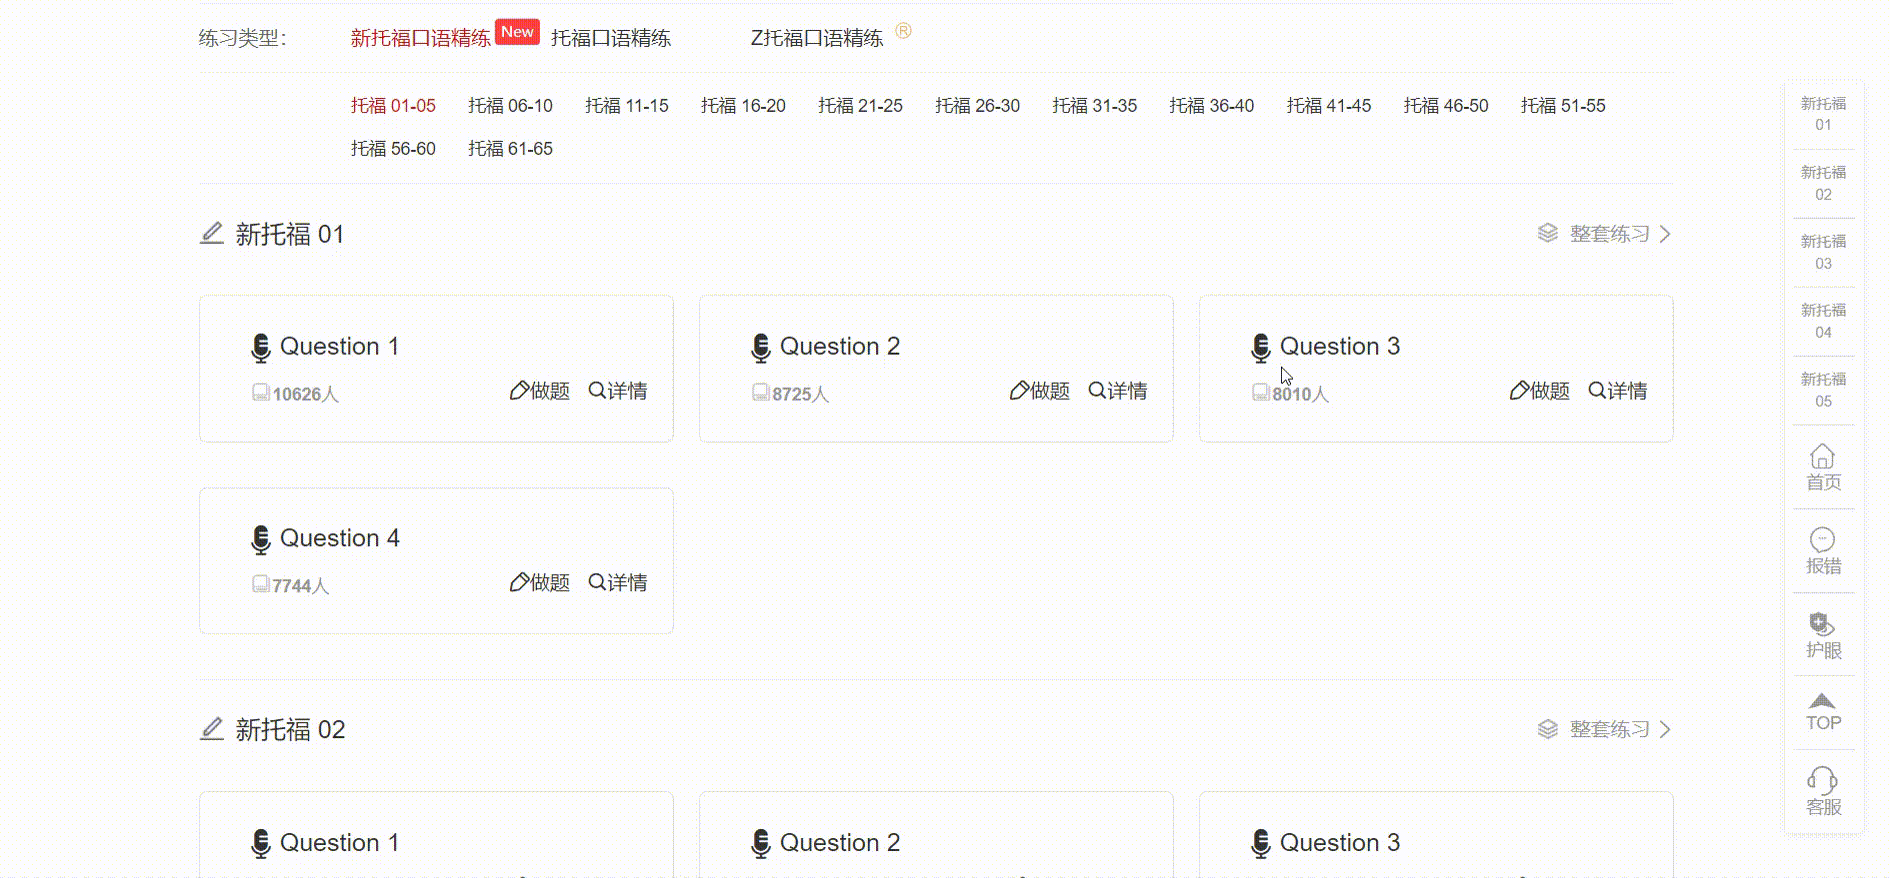 练习类型： 新托福口语精练 New 托福口语精练 Z托福口语精练 ®
托福 01-05 托福 06-10 托福 11-15 托福 16-20 托福 21-25 托福 26-30 托福 31-35 托福 36-40 托福 41-45 托福 46-50 托福 51-55
托福 56-60 托福 61-65
新托福 01 整套练习
Question 1
10626人 做题 详情
Question 2
8725人 做题 详情
Question 3
8010人 做题 详情
Question 4
7744人 做题 详情
新托福 02 整套练习
Question 1
Question 2
Question 3
新托福
01
新托福
02
新托福
03
新托福
04
新托福
05
首页
报错
护眼
TOP
客服